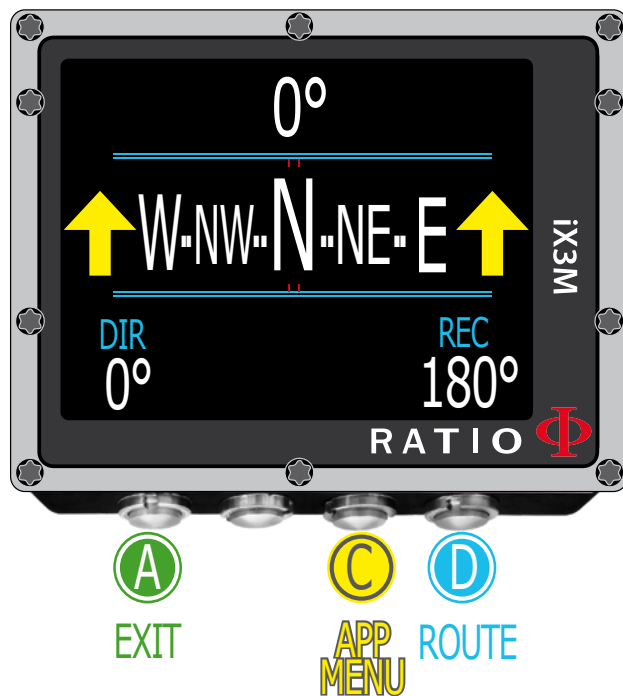 0°
W··NW··N··NE··E
iX3M
DIR
REC
0°
180°
RATIO
A
C
D
EXIT
APP
MENU
ROUTE